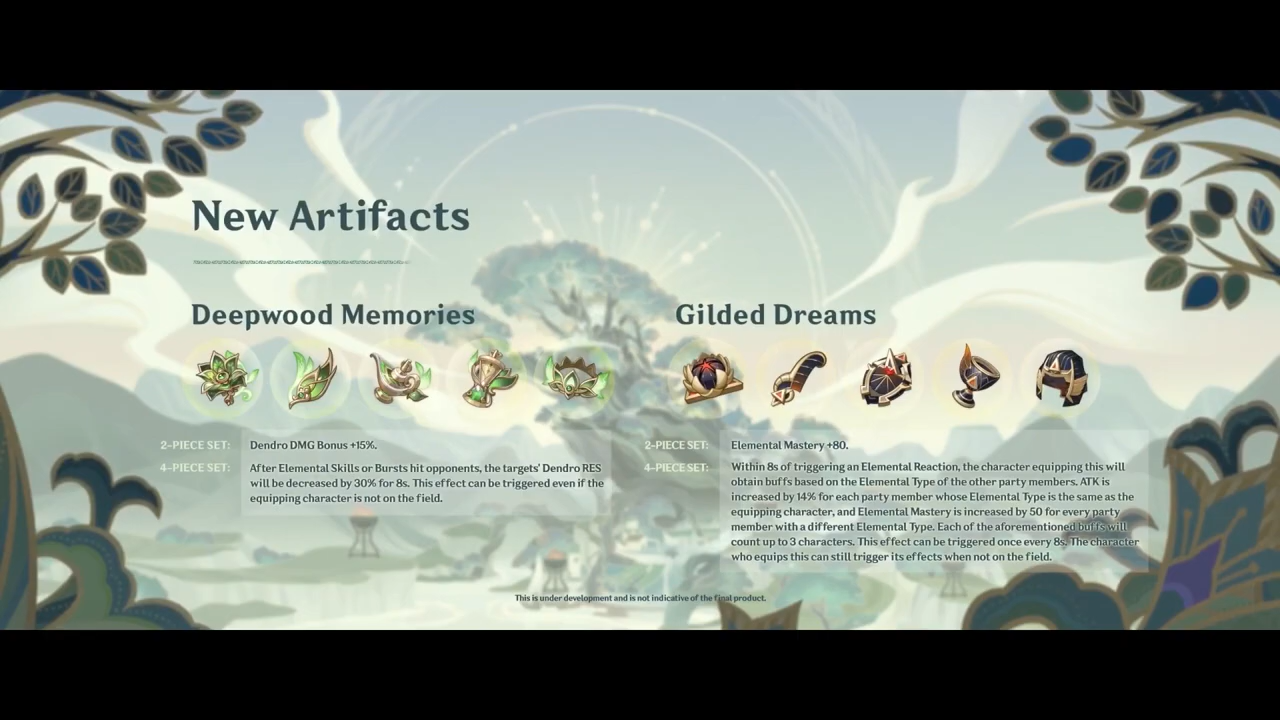 New Artifacts
Deepwood Memories
2-PIECE SET: Dendro DMG Bonus +15%.
4-PIECE SET: After Elemental Skills or Bursts hit opponents, the targets' Dendro RES
will be decreased by 30% for 8s. This effect can be triggered even if the
equipping character is not on the field.
Gilded Dreams
2-PIECE SET: Elemental Mastery +80.
4-PIECE SET: Within 8s of triggering an Elemental Reaction, the character equipping this will
obtain buffs based on the Elemental Type of the other party members. ATK is
increased by 14% for each party member whose Elemental Type is the same as the
equipping character, and Elemental Mastery is increased by 50 for every party
member with a different Elemental Type. Each of the aforementioned buffs will
count up to 3 characters. This effect can be triggered once every 8s. The character
who equips this can still trigger its effects when not on the field.
This is under development and is not indicative of the final product.